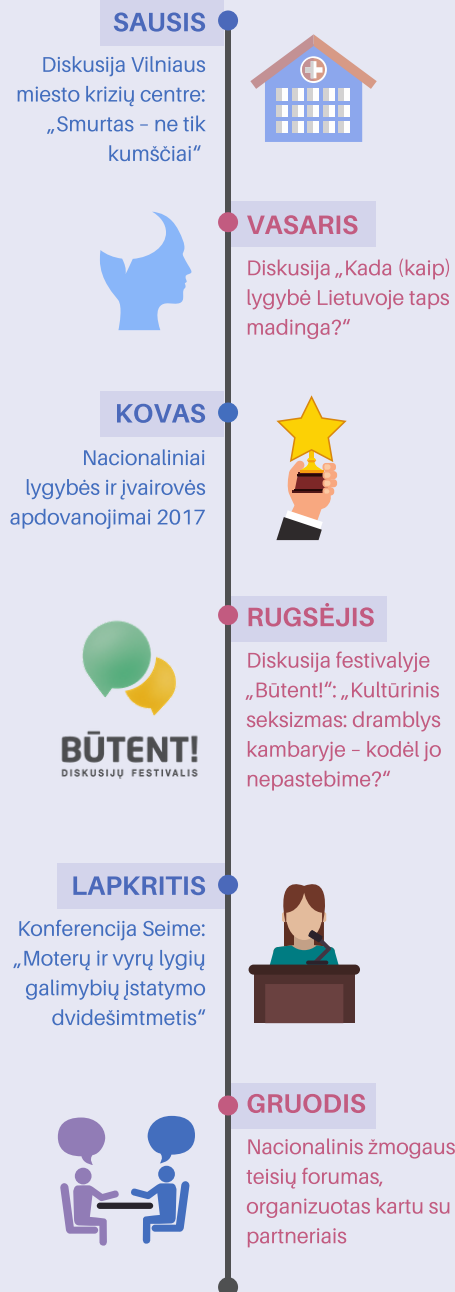 SAUSIS
Diskusija Vilniaus
miesto krizių centre:
„Smurtas – ne tik
kumščiai“
VASARIS
Diskusija „Kada (kaip)
lygybė Lietuvoje taps
madinga?“
KOVAS
Nacionaliniai
lygybės ir įvairovės
apdovanojimai 2017
RUGSĖJIS
Diskusija festivalyje
„Būtent!“: „Kultūrinis
seksizmas: dramblys
kambaryje – kodėl jo
nepastebime?“
BŪTENT!
DISKUSIJŲ FESTIVALIS
LAPKRITIS
Konferencija Seime:
„Moterų ir vyrų lygių
galimybių įstatymo
dvidešimtmetis“
GRUODIS
Nacionalinis žmogaus
teisių forumas,
organizuotas kartu su
partneriais